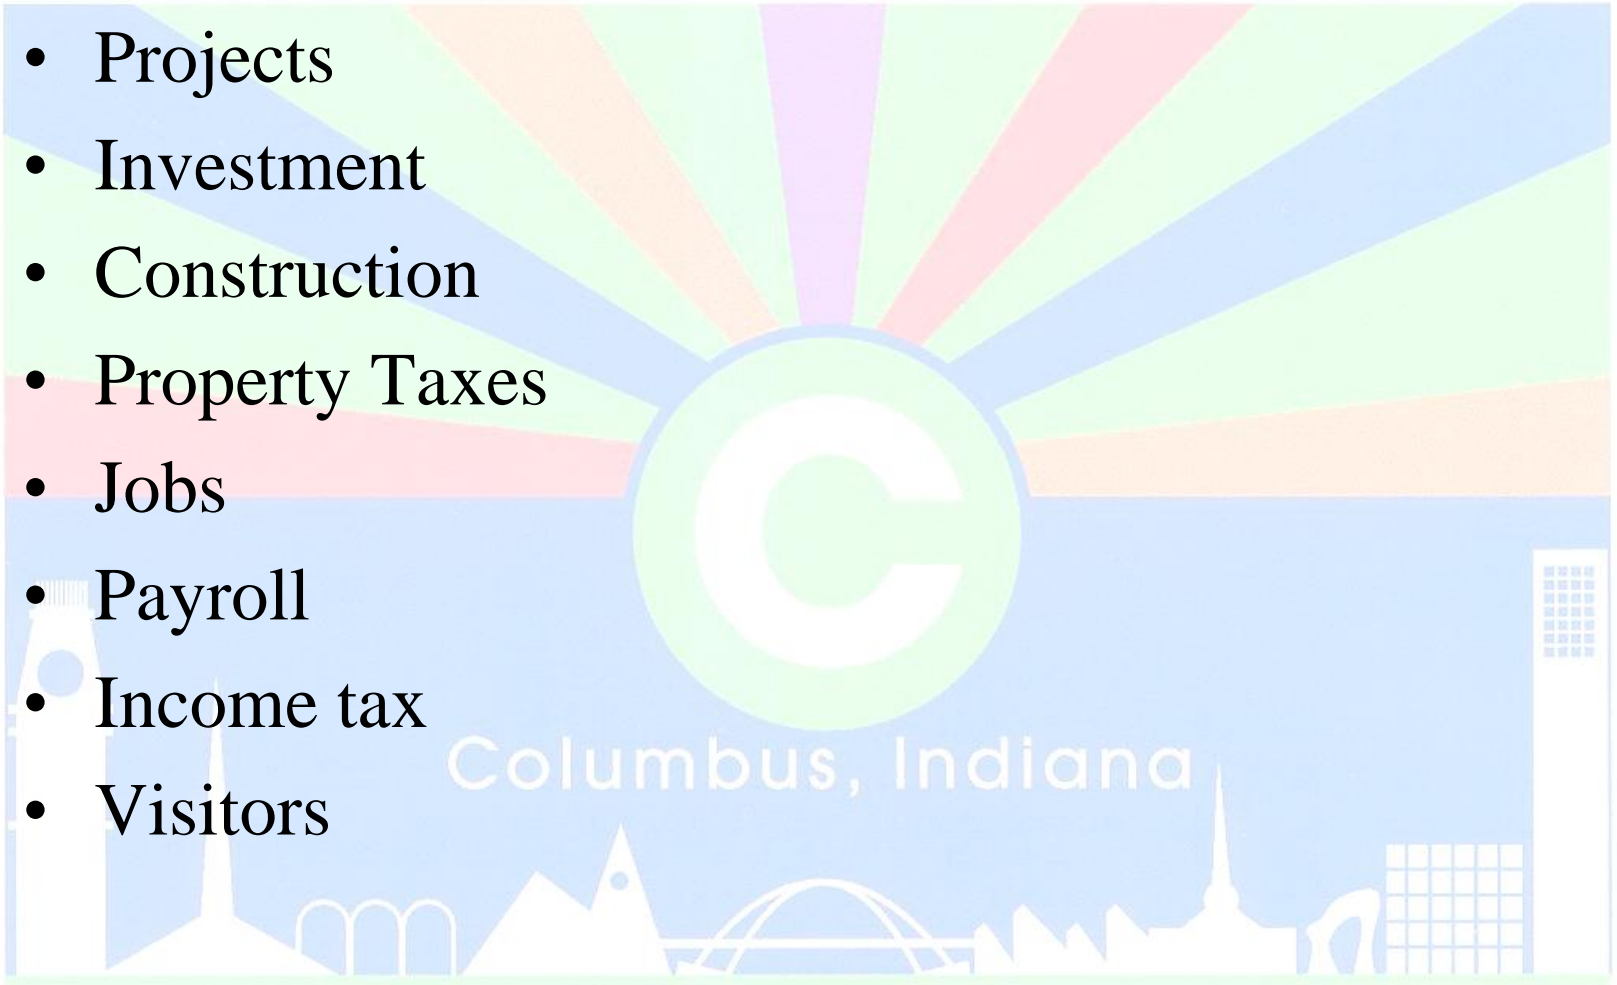 • Projects
• Investment
• Construction
• Property Taxes
• Jobs
• Payroll
• Income tax
• Visitors
C
Columbus, Indiana